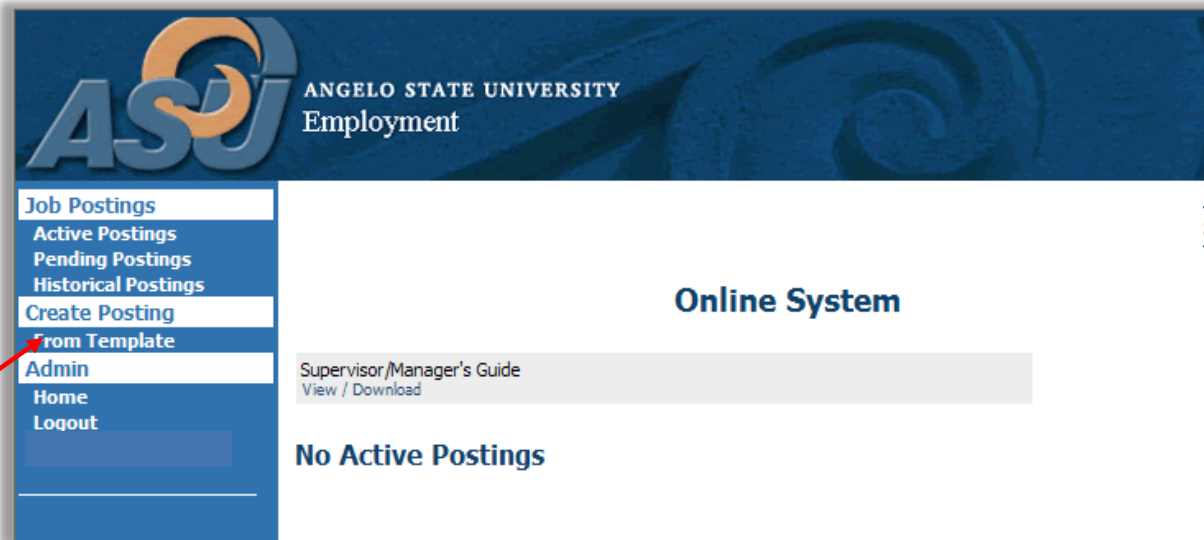 ASU
ANGELO STATE UNIVERSITY
Employment
Job Postings
Active Postings
Pending Postings
Historical Postings
Create Posting
From Template
Admin
Home
Logout
Online System
Supervisor/Manager's Guide
View / Download
No Active Postings